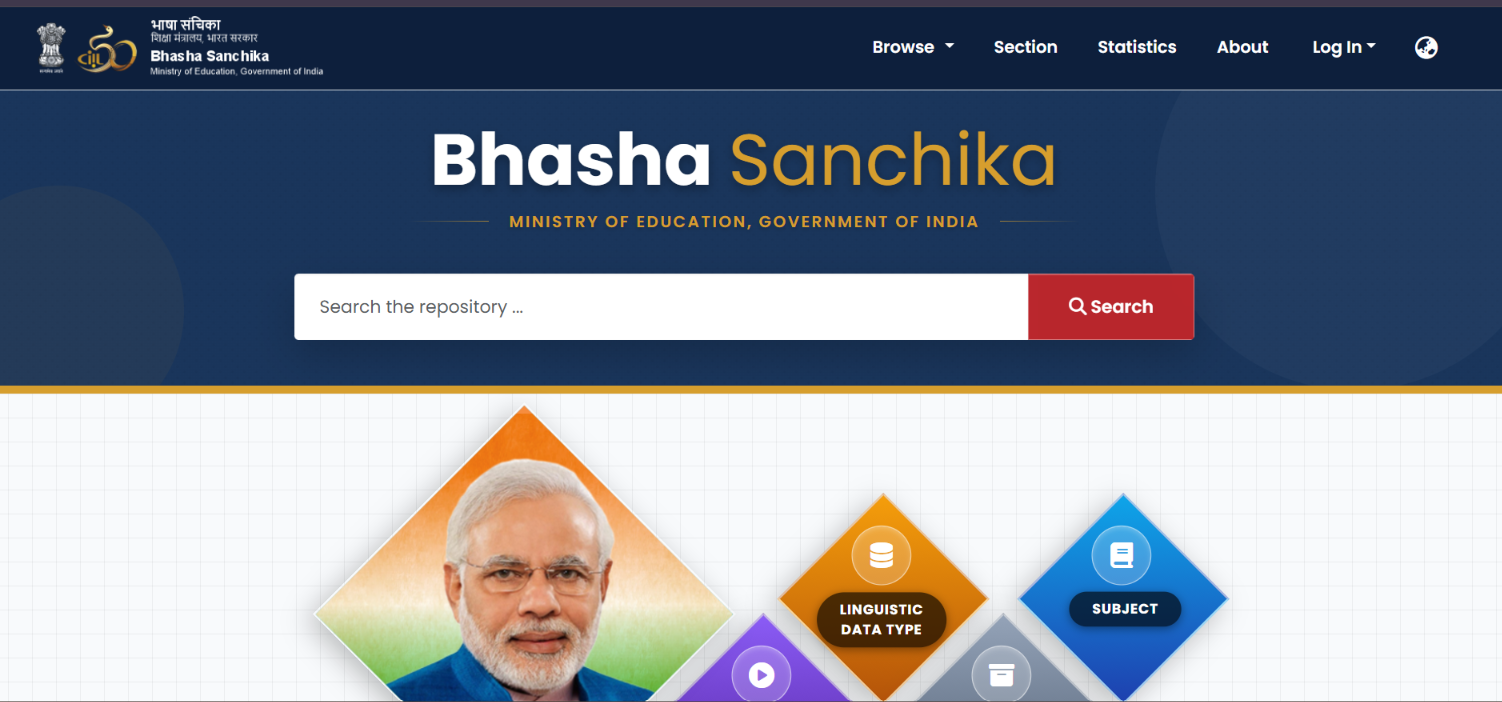 भाषा संचिका
शिक्षा मंत्रालय, भारत सरकार
Bhasha Sanchika
Ministry of Education, Government of India
Browse
Section
Statistics
About
Log In
Bhasha Sanchika
MINISTRY OF EDUCATION, GOVERNMENT OF INDIA
Search the repository ...
Search
LINGUISTIC
DATA TYPE
SUBJECT